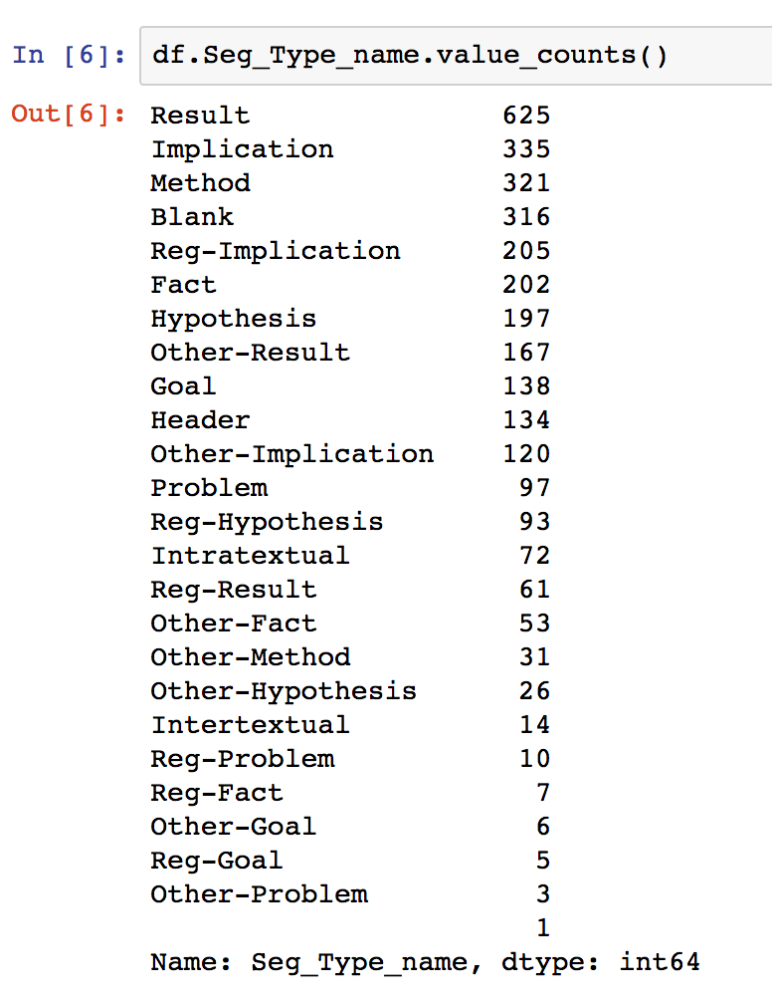 In [6]: df.Seg_Type_name.value_counts()
Out[6]: Result 625
Implication 335
Method 321
Blank 316
Reg-Implication 205
Fact 202
Hypothesis 197
Other-Result 167
Goal 138
Header 134
Other-Implication 120
Problem 97
Reg-Hypothesis 93
Intratextual 72
Reg-Result 61
Other-Fact 53
Other-Method 31
Other-Hypothesis 26
Intertextual 14
Reg-Problem 10
Reg-Fact 7
Other-Goal 6
Reg-Goal 5
Other-Problem 3
1
Name: Seg_Type_name, dtype: int64